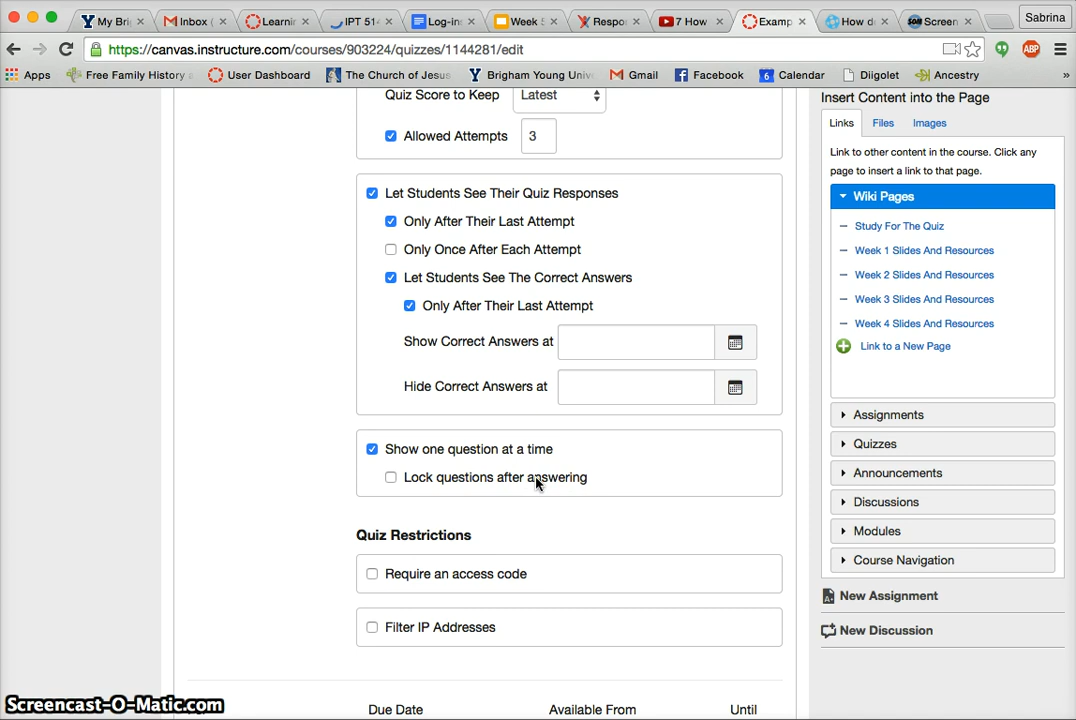 My Bri
Inbox (
Learnin
IPT 514
Log-ins
Week 5
Respon
7 How
Examp
How do
Screen
Sabrina
https://canvas.instructure.com/courses/903224/quizzes/1144281/edit
ABP
Apps
Free Family History a
User Dashboard
The Church of Jesus
Brigham Young Univ
Gmail
Facebook
6 Calendar
Diigolet
Ancestry
»
Quiz Score to Keep Latest
Allowed Attempts 3
Let Students See Their Quiz Responses
Only After Their Last Attempt
Only Once After Each Attempt
Let Students See The Correct Answers
Only After Their Last Attempt
Show Correct Answers at
Hide Correct Answers at
Show one question at a time
Lock questions after answering
Quiz Restrictions
Require an access code
Filter IP Addresses
Due Date Available From Until
Insert Content into the Page
Links Files Images
Link to other content in the course. Click any
page to insert a link to that page.
Wiki Pages
Study For The Quiz
Week 1 Slides And Resources
Week 2 Slides And Resources
Week 3 Slides And Resources
Week 4 Slides And Resources
Link to a New Page
Assignments
Quizzes
Announcements
Discussions
Modules
Course Navigation
New Assignment
New Discussion
Screencast-O-Matic.com